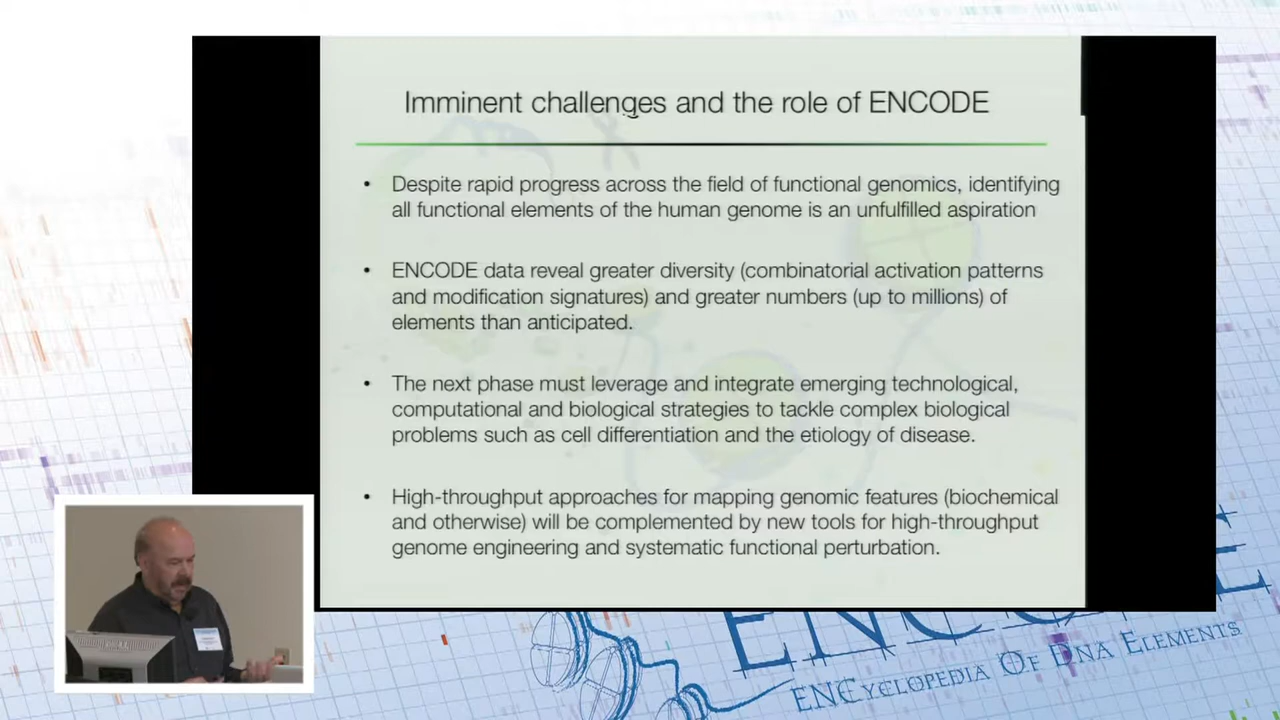 Imminent challenges and the role of ENCODE
• Despite rapid progress across the field of functional genomics, identifying
all functional elements of the human genome is an unfulfilled aspiration
• ENCODE data reveal greater diversity (combinatorial activation patterns
and modification signatures) and greater numbers (up to millions) of
elements than anticipated.
• The next phase must leverage and integrate emerging technological,
computational and biological strategies to tackle complex biological
problems such as cell differentiation and the etiology of disease.
• High-throughput approaches for mapping genomic features (biochemical
and otherwise) will be complemented by new tools for high-throughput
genome engineering and systematic functional perturbation.
ENCODE
ENCYCLOPEDIA OF DNA ELEMENTS